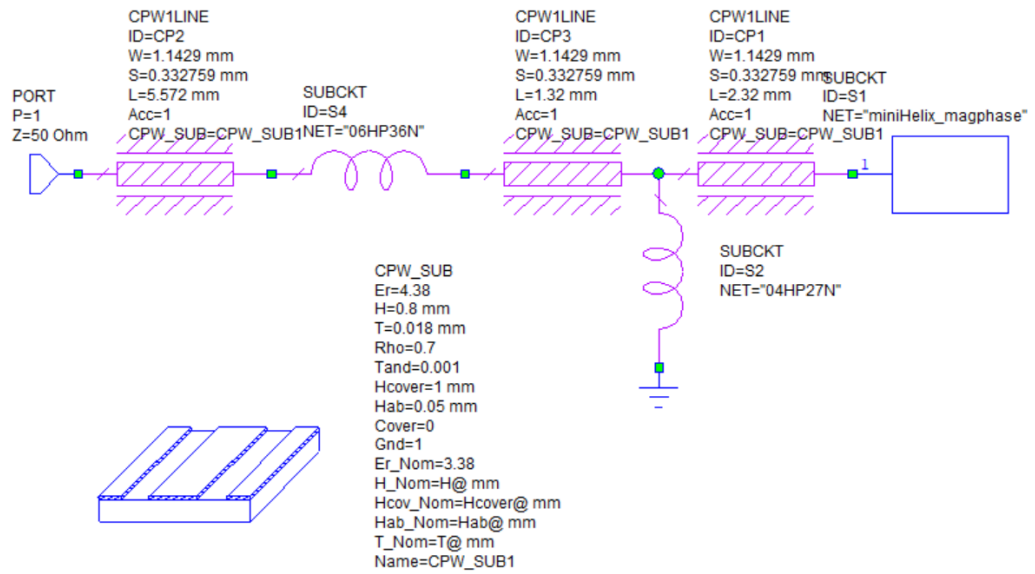 PORT
P=1
Z=50 Ohm
CPW1LINE
ID=CP2
W=1.1429 mm
S=0.332759 mm
L=5.572 mm
Acc=1
CPW_SUB=CPW_SUB1
SUBCKT
ID=S4
NET="06HP36N"
CPW1LINE
ID=CP3
W=1.1429 mm
S=0.332759 mm
L=1.32 mm
Acc=1
CPW_SUB=CPW_SUB1
CPW1LINE
ID=CP1
W=1.1429 mm
S=0.332759 mm
L=2.32 mm
Acc=1
CPW_SUB=CPW_SUB1
SUBCKT
ID=S1
NET="miniHelix_magphase"
1
SUBCKT
ID=S2
NET="04HP27N"
CPW_SUB
Er=4.38
H=0.8 mm
T=0.018 mm
Rho=0.7
Tand=0.001
Hcover=1 mm
Hab=0.05 mm
Cover=0
Gnd=1
Er_Nom=3.38
H_Nom=H@ mm
Hcov_Nom=Hcover@ mm
Hab_Nom=Hab@ mm
T_Nom=T@ mm
Name=CPW_SUB1